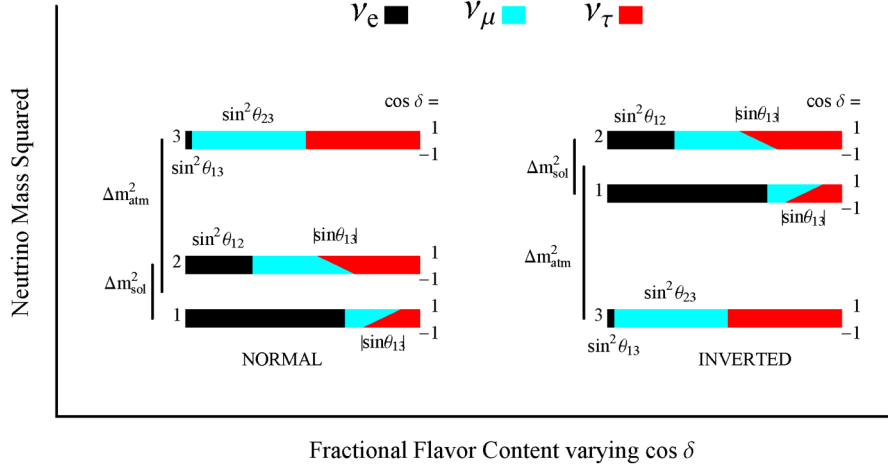 νe νμ ντ
Neutrino Mass Squared
cos δ =
sin²θ23
3
1
−1
sin²θ13
Δm²atm
sin²θ12
|sinθ13|
2
1
−1
Δm²sol
1
1
−1
|sinθ13|
NORMAL
cos δ =
sin²θ12
|sinθ13|
2
1
−1
Δm²sol
1
1
−1
|sinθ13|
Δm²atm
sin²θ23
3
1
−1
sin²θ13
INVERTED
Fractional Flavor Content varying cos δ